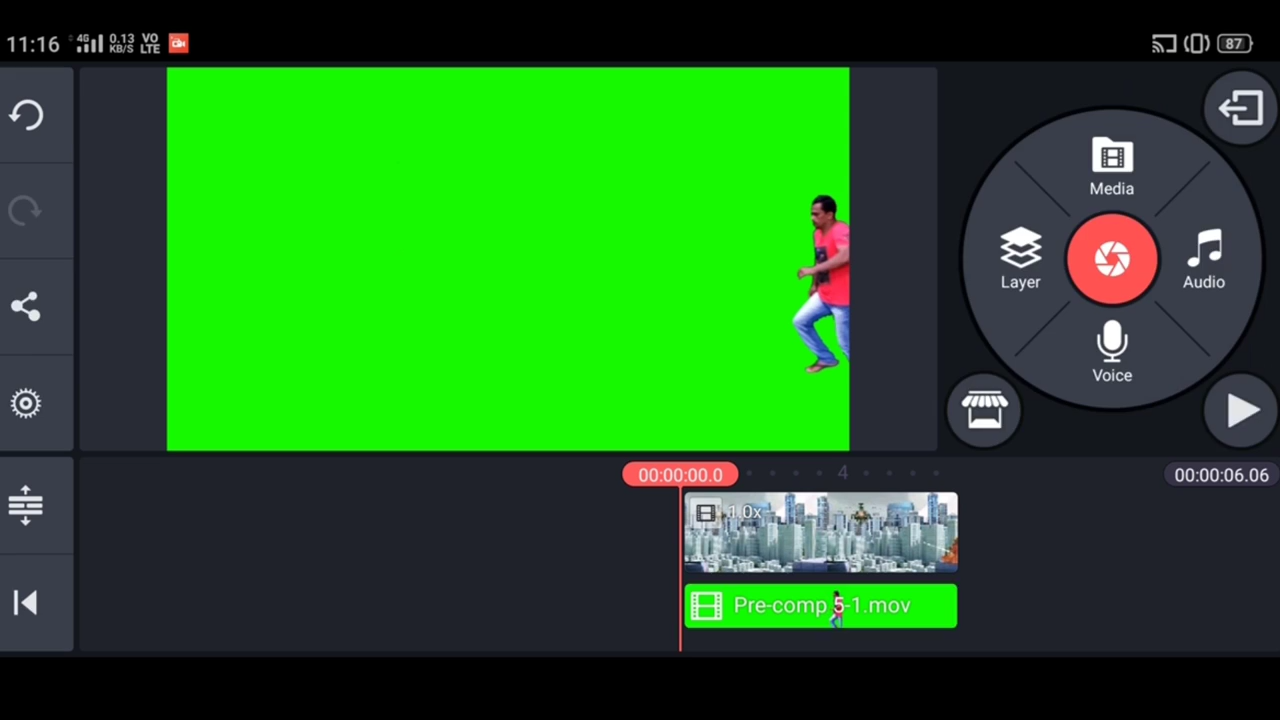 11:16 4G 0.13 KB/S VO LTE 87
Media
Layer
Audio
Voice
00:00:00.0
4
00:00:06.06
1.0x
Pre-comp 5-1.mov